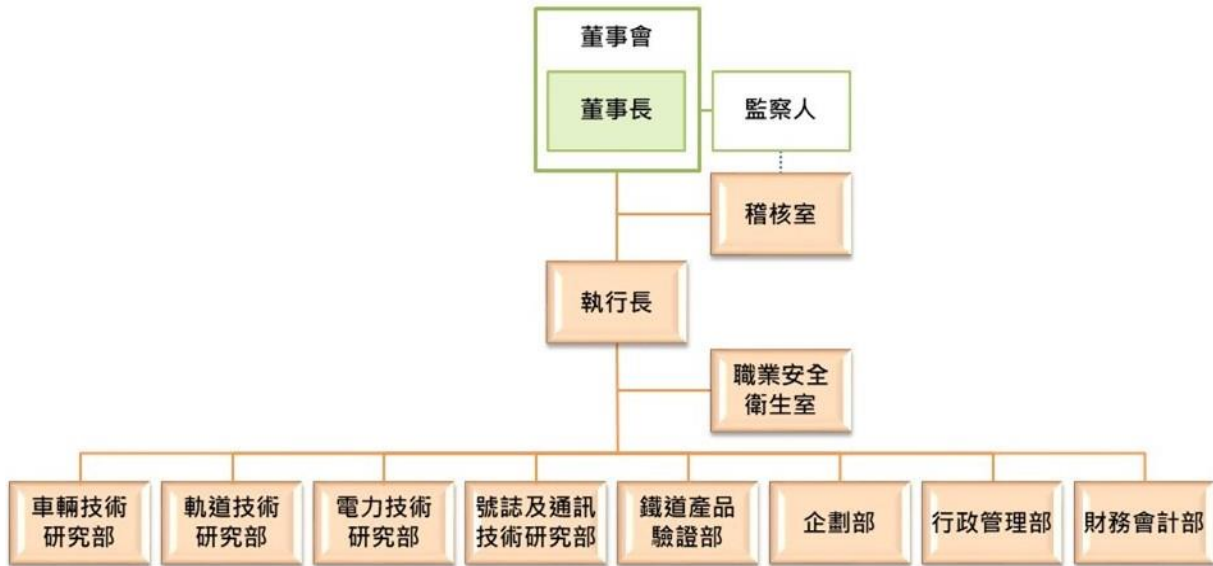 董事會
董事長
監察人
稽核室
執行長
職業安全
衛生室
車輛技術
研究部
軌道技術
研究部
電力技術
研究部
號誌及通訊
技術研究部
鐵道產品
驗證部
企劃部
行政管理部
財務會計部